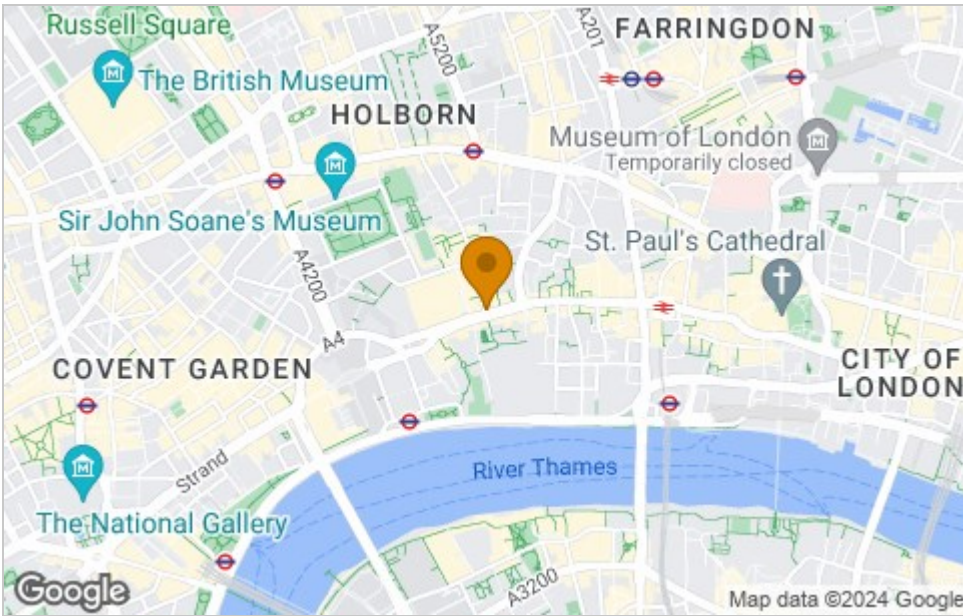 Russell Square
The British Museum
A5200
A201
FARRINGDON
HOLBORN
Museum of London
Temporarily closed
Sir John Soane's Museum
St. Paul's Cathedral
A4200
A4
COVENT GARDEN
CITY OF
LONDON
Strand
River Thames
The National Gallery
A3200
Google
Map data ©2024 Google